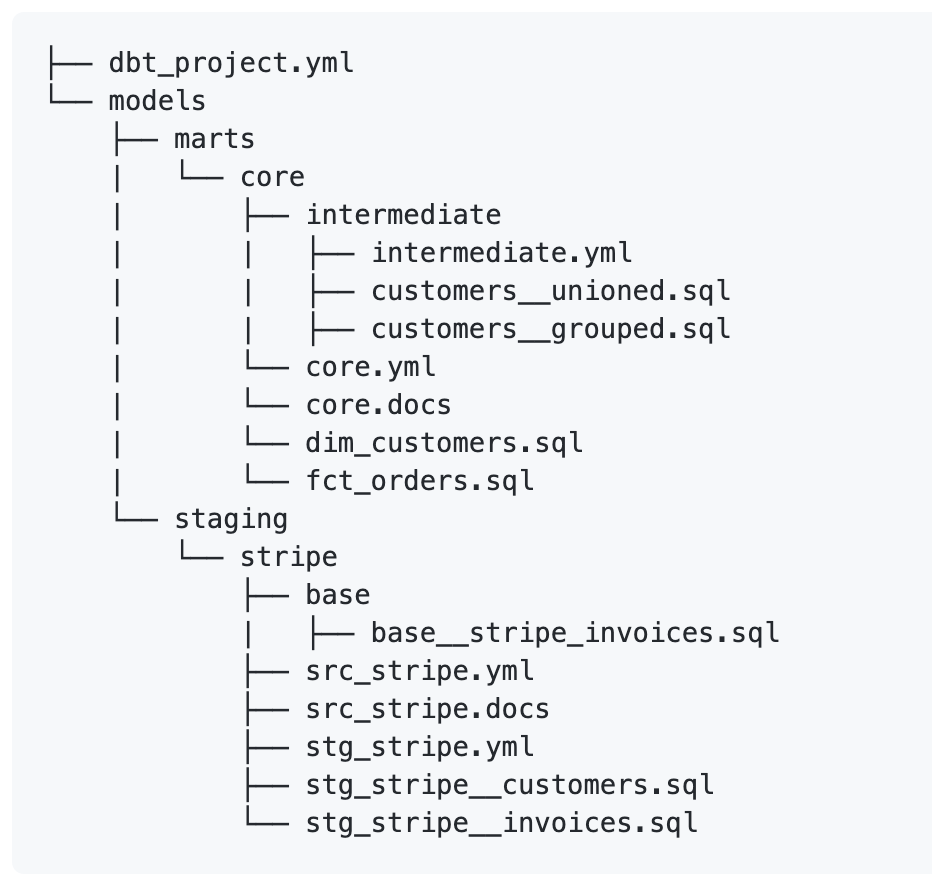 ├── dbt_project.yml
└── models
    ├── marts
    |   └── core
    |       ├── intermediate
    |       |   ├── intermediate.yml
    |       |   ├── customers__unioned.sql
    |       |   ├── customers__grouped.sql
    |       └── core.yml
    |       └── core.docs
    |       └── dim_customers.sql
    |       └── fct_orders.sql
    └── staging
        └── stripe
            ├── base
            |   ├── base__stripe_invoices.sql
            ├── src_stripe.yml
            ├── src_stripe.docs
            ├── stg_stripe.yml
            ├── stg_stripe__customers.sql
            └── stg_stripe__invoices.sql